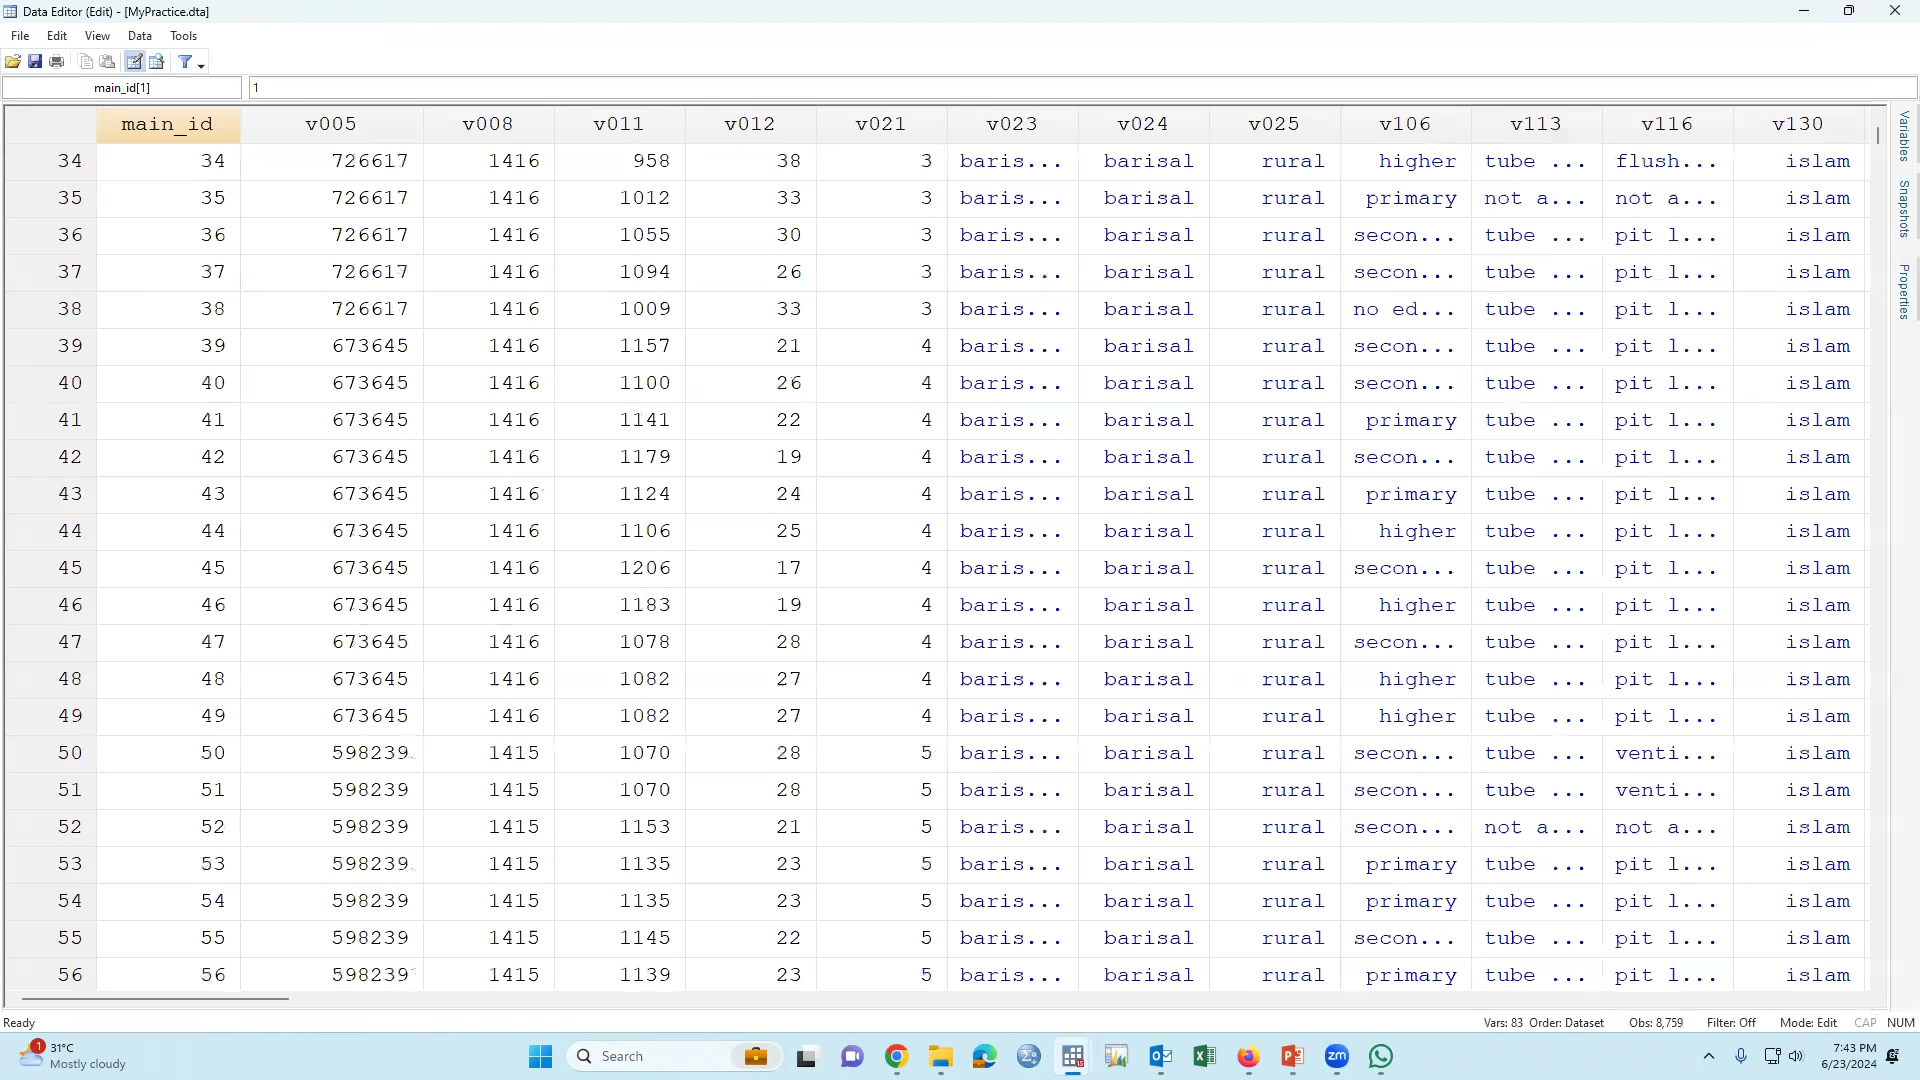 Data Editor (Edit) - [MyPractice.dta]
File Edit View Data Tools
main_id[1] 1
main_id v005 v008 v011 v012 v021 v023 v024 v025 v106 v113 v116 v130
34 34 726617 1416 958 38 3 baris... barisal rural higher tube ... flush... islam
35 35 726617 1416 1012 33 3 baris... barisal rural primary not a... not a... islam
36 36 726617 1416 1055 30 3 baris... barisal rural secon... tube ... pit l... islam
37 37 726617 1416 1094 26 3 baris... barisal rural secon... tube ... pit l... islam
38 38 726617 1416 1009 33 3 baris... barisal rural no ed... tube ... pit l... islam
39 39 673645 1416 1157 21 4 baris... barisal rural secon... tube ... pit l... islam
40 40 673645 1416 1100 26 4 baris... barisal rural secon... tube ... pit l... islam
41 41 673645 1416 1141 22 4 baris... barisal rural primary tube ... pit l... islam
42 42 673645 1416 1179 19 4 baris... barisal rural secon... tube ... pit l... islam
43 43 673645 1416 1124 24 4 baris... barisal rural primary tube ... pit l... islam
44 44 673645 1416 1106 25 4 baris... barisal rural higher tube ... pit l... islam
45 45 673645 1416 1206 17 4 baris... barisal rural secon... tube ... pit l... islam
46 46 673645 1416 1183 19 4 baris... barisal rural higher tube ... pit l... islam
47 47 673645 1416 1078 28 4 baris... barisal rural secon... tube ... pit l... islam
48 48 673645 1416 1082 27 4 baris... barisal rural higher tube ... pit l... islam
49 49 673645 1416 1082 27 4 baris... barisal rural higher tube ... pit l... islam
50 50 598239 1415 1070 28 5 baris... barisal rural secon... tube ... venti... islam
51 51 598239 1415 1070 28 5 baris... barisal rural secon... tube ... venti... islam
52 52 598239 1415 1153 21 5 baris... barisal rural secon... not a... not a... islam
53 53 598239 1415 1135 23 5 baris... barisal rural primary tube ... pit l... islam
54 54 598239 1415 1135 23 5 baris... barisal rural primary tube ... pit l... islam
55 55 598239 1415 1145 22 5 baris... barisal rural secon... tube ... pit l... islam
56 56 598239 1415 1139 23 5 baris... barisal rural primary tube ... pit l... islam
Variables
Snapshots
Properties
Ready Vars: 83 Order: Dataset Obs: 8,759 Filter: Off Mode: Edit CAP NUM
1 31°C
Mostly cloudy
Search
zm
7:43 PM
6/23/2024